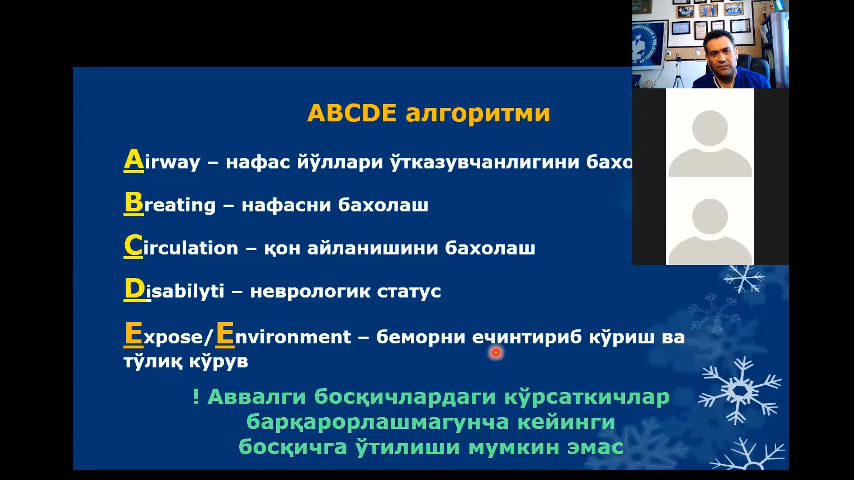 ABCDE алгоритми
Airway – нафас йўллари ўтказувчанлигини
Breating – нафасни бахолаш
Circulation – қон айланишини бахолаш
Disabilyti – неврологик статус
Expose/Environment – беморни ечинтириб кўриш ва
тўлиқ кўрув
! Аввалги босқичлардаги кўрсаткичлар
барқарорлашмагунча кейинги
босқичга ўтилиши мумкин эмас